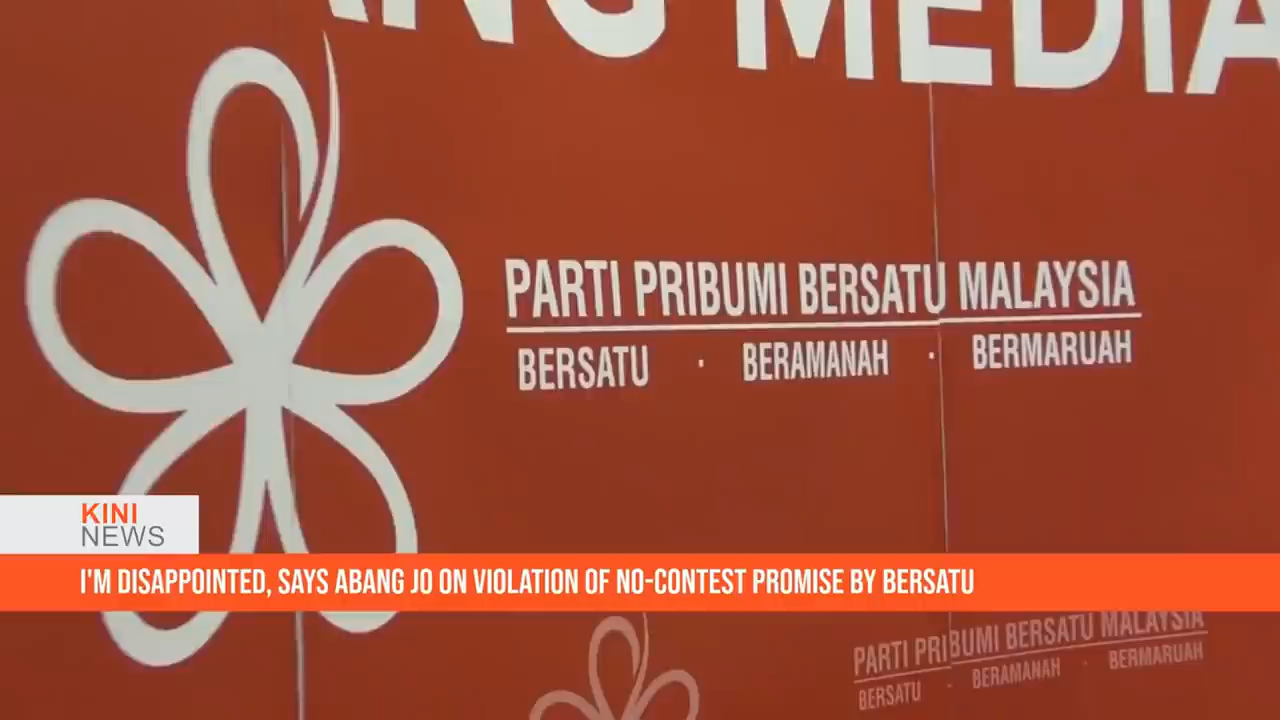 MEDIA
PARTI PRIBUMI BERSATU MALAYSIA
BERSATU · BERAMANAH · BERMARUAH
KINI
NEWS
I'M DISAPPOINTED, SAYS ABANG JO ON VIOLATION OF NO-CONTEST PROMISE BY BERSATU
PARTI PRIBUMI BERSATU MALAYSIA
BERSATU · BERAMANAH · BERMARUAH